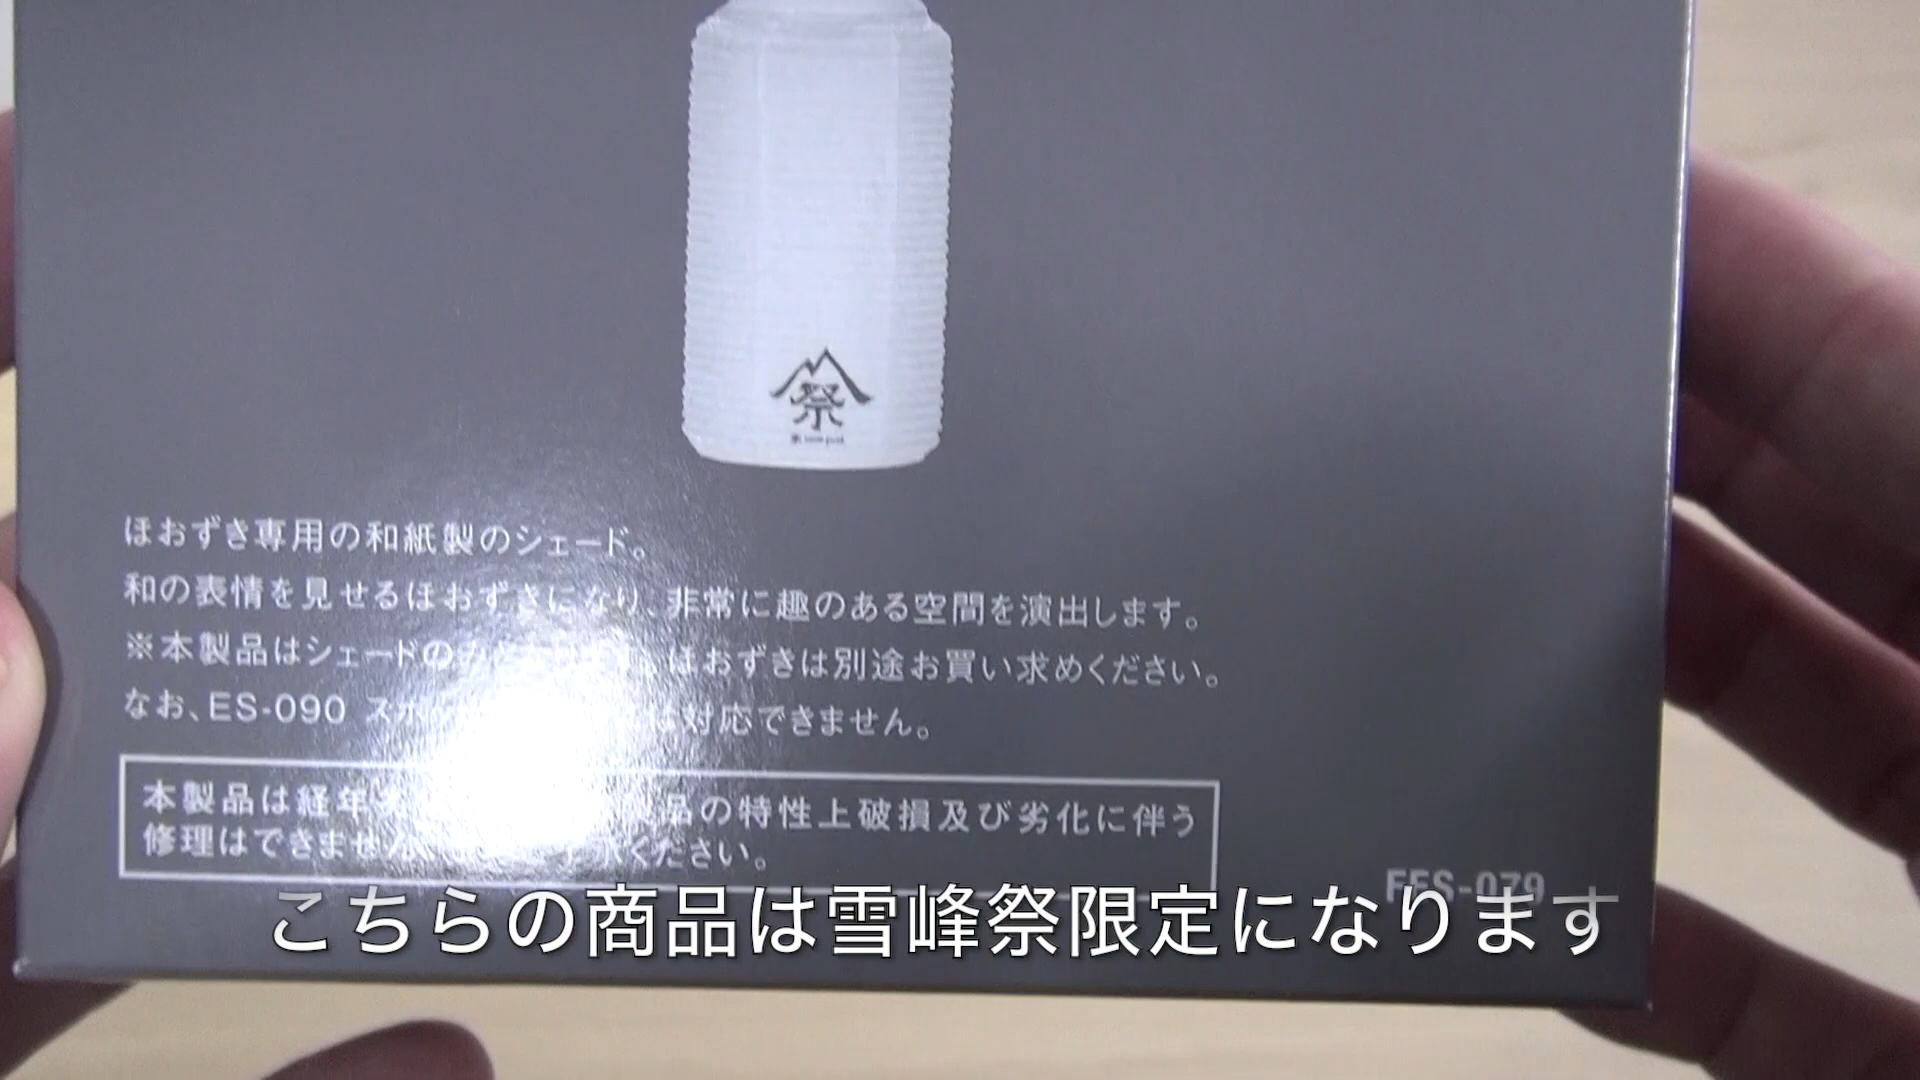 祭
ほおずき専用の和紙製のシェード。
和の表情を見せるほおずきになり、非常に趣のある空間を演出します。
※本製品はシェードのみ ほおずきは別途お買い求めください。
なお、ES-090 スポ は対応できません。
本製品は経年 品の特性上破損及び劣化に伴う
修理はできません ください。
FES-079
こちらの商品は雪峰祭限定になります